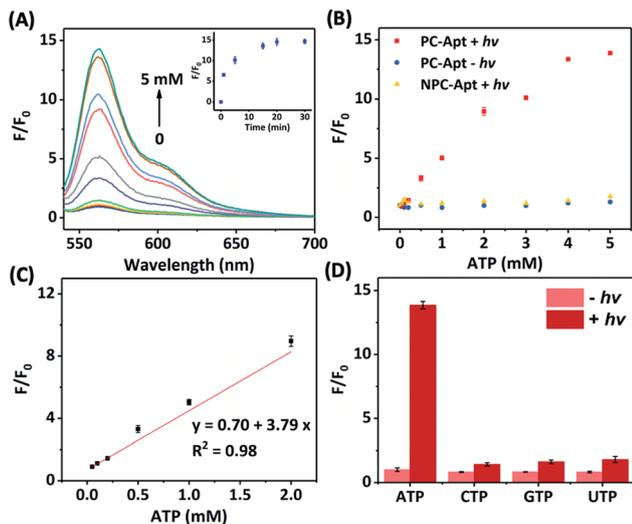 (A)
15
10
5
0
F/F0
5 mM
0
15
10
5
0
F/F0
0 10 20 30
Time (min)
550 600 650 700
Wavelength (nm)
(B)
15
10
5
0
F/F0
PC-Apt + hv
PC-Apt - hv
NPC-Apt + hv
0 1 2 3 4 5
ATP (mM)
(C)
12
8
4
0
F/F0
y = 0.70 + 3.79 x
R² = 0.98
0.0 0.5 1.0 1.5 2.0
ATP (mM)
(D)
15
10
5
0
F/F0
- hv
+ hv
ATP CTP GTP UTP